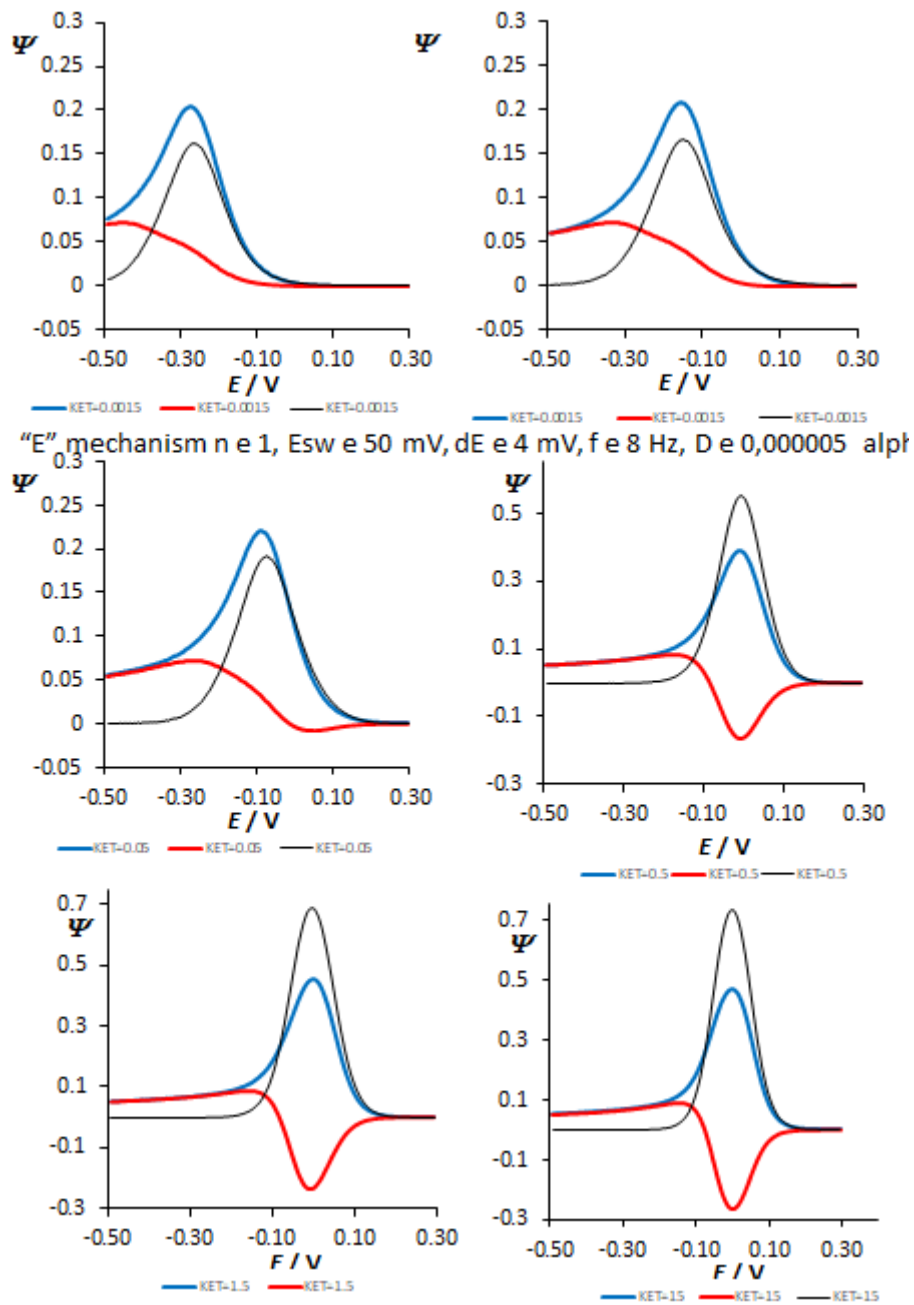 Ψ
0.3
0.25
0.2
0.15
0.1
0.05
0
-0.05
-0.50 -0.30 -0.10 0.10 0.30
E / V
KET=0.0015 KET=0.0015 KET=0.0015
Ψ
0.3
0.25
0.2
0.15
0.1
0.05
0
-0.05
-0.50 -0.30 -0.10 0.10 0.30
E / V
KET=0.0015 KET=0.0015 KET=0.0015
“E” mechanism n e 1, Esw e 50 mV, dE e 4 mV, f e 8 Hz, D e 0,000005 alph
Ψ
0.3
0.25
0.2
0.15
0.1
0.05
0
-0.05
-0.50 -0.30 -0.10 0.10 0.30
E / V
KET=0.05 KET=0.05 KET=0.05
Ψ
0.5
0.3
0.1
-0.1
-0.3
-0.50 -0.30 -0.10 0.10 0.30
E / V
KET=0.5 KET=0.5 KET=0.5
Ψ
0.7
0.5
0.3
0.1
-0.1
-0.3
-0.50 -0.30 -0.10 0.10 0.30
E / V
KET=1.5 KET=1.5
Ψ
0.7
0.5
0.3
0.1
-0.1
-0.3
-0.50 -0.30 -0.10 0.10 0.30
E / V
KET=15 KET=15 KET=15